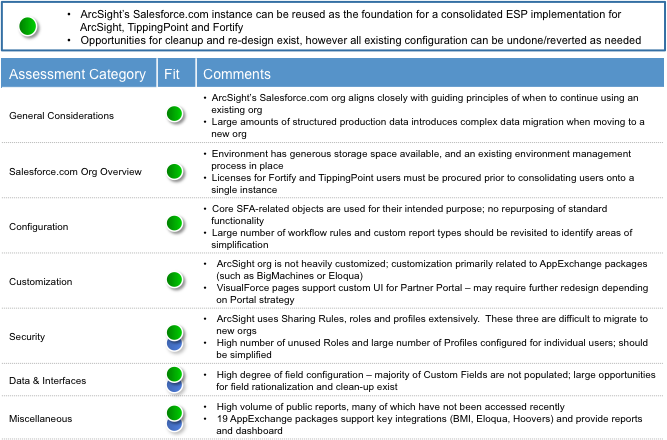 • ArcSight's Salesforce.com instance can be reused as the foundation for a consolidated ESP implementation for
ArcSight, TippingPoint and Fortify
• Opportunities for cleanup and re-design exist, however all existing configuration can be undone/reverted as needed
Assessment Category Fit Comments
General Considerations
• ArcSight's Salesforce.com org aligns closely with guiding principles of when to continue using an
existing org
• Large amounts of structured production data introduces complex data migration when moving to a
new org
Salesforce.com Org Overview
• Environment has generous storage space available, and an existing environment management
process in place
• Licenses for Fortify and TippingPoint users must be procured prior to consolidating users onto a
single instance
Configuration
• Core SFA-related objects are used for their intended purpose; no repurposing of standard
functionality
• Large number of workflow rules and custom report types should be revisited to identify areas of
simplification
Customization
• ArcSight org is not heavily customized; customization primarily related to AppExchange packages
(such as BigMachines or Eloqua)
• VisualForce pages support custom UI for Partner Portal – may require further redesign depending
on Portal strategy
Security
• ArcSight uses Sharing Rules, roles and profiles extensively. These three are difficult to migrate to
new orgs
• High number of unused Roles and large number of Profiles configured for individual users; should
be simplified
Data & Interfaces
• High degree of field configuration – majority of Custom Fields are not populated; large opportunities
for field rationalization and clean-up exist
Miscellaneous
• High volume of public reports, many of which have not been accessed recently
• 19 AppExchange packages support key integrations (BMI, Eloqua, Hoovers) and provide reports
and dashboard